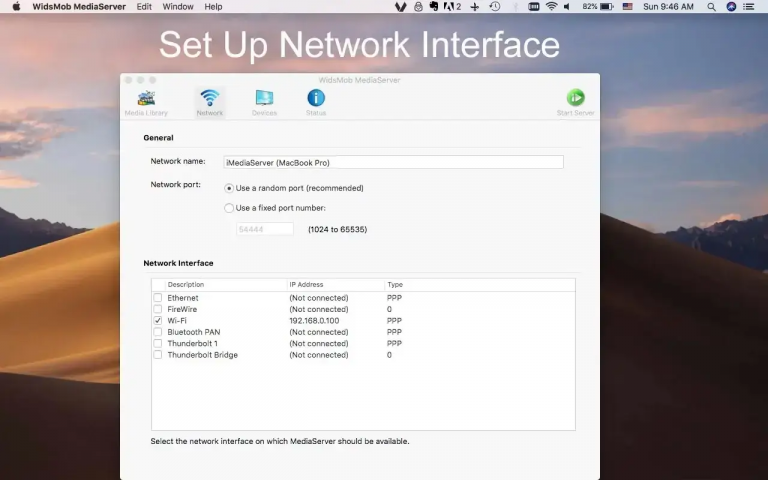 WidsMob MediaServer Edit Window Help 2 82% Sun 9:46 AM
Set Up Network Interface
WidsMob MediaServer
Media Library Network Devices Status Start Server
General
Network name: iMediaServer (MacBook Pro)
Network port: Use a random port (recommended)
Use a fixed port number:
54444 (1024 to 65535)
Network Interface
Description IP Address Type
Ethernet (Not connected) PPP
FireWire (Not connected) 0
Wi-Fi 192.168.0.100 PPP
Bluetooth PAN (Not connected) PPP
Thunderbolt 1 (Not connected) PPP
Thunderbolt Bridge (Not connected) 0
Select the network interface on which MediaServer should be available.